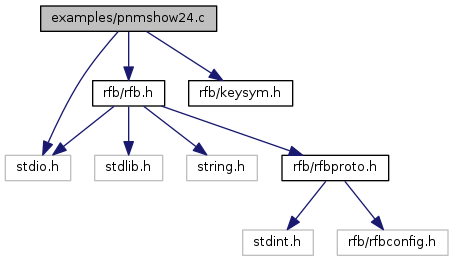 examples/pnmshow24.c
rfb/rfb.h
rfb/keysym.h
stdio.h
stdlib.h
string.h
rfb/rfbproto.h
stdint.h
rfb/rfbconfig.h